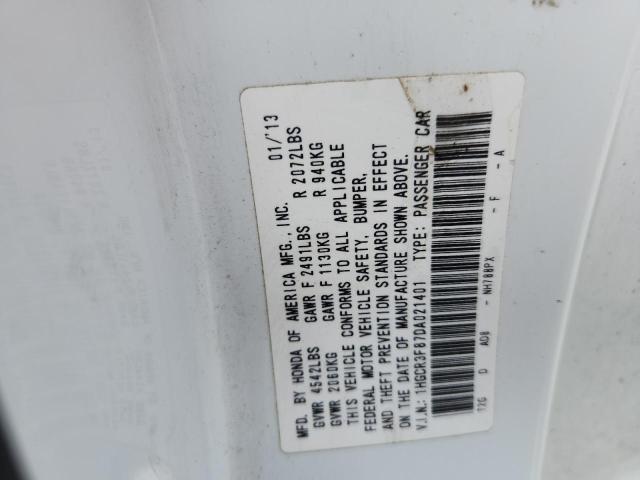 MFD. BY HONDA OF AMERICA MFG., INC. 01/'13
GVWR 4542LBS GAWR F 2491LBS R 2072LBS
GVWR 2060KG GAWR F 1130KG R 940KG
THIS VEHICLE CONFORMS TO ALL APPLICABLE
FEDERAL MOTOR VEHICLE SAFETY, BUMPER,
AND THEFT PREVENTION STANDARDS IN EFFECT
ON THE DATE OF MANUFACTURE SHOWN ABOVE.
V.I.N.: 1HGCR3F87DA021401 TYPE: PASSENGER CAR
T2G D A08 - NH788PX - F - A